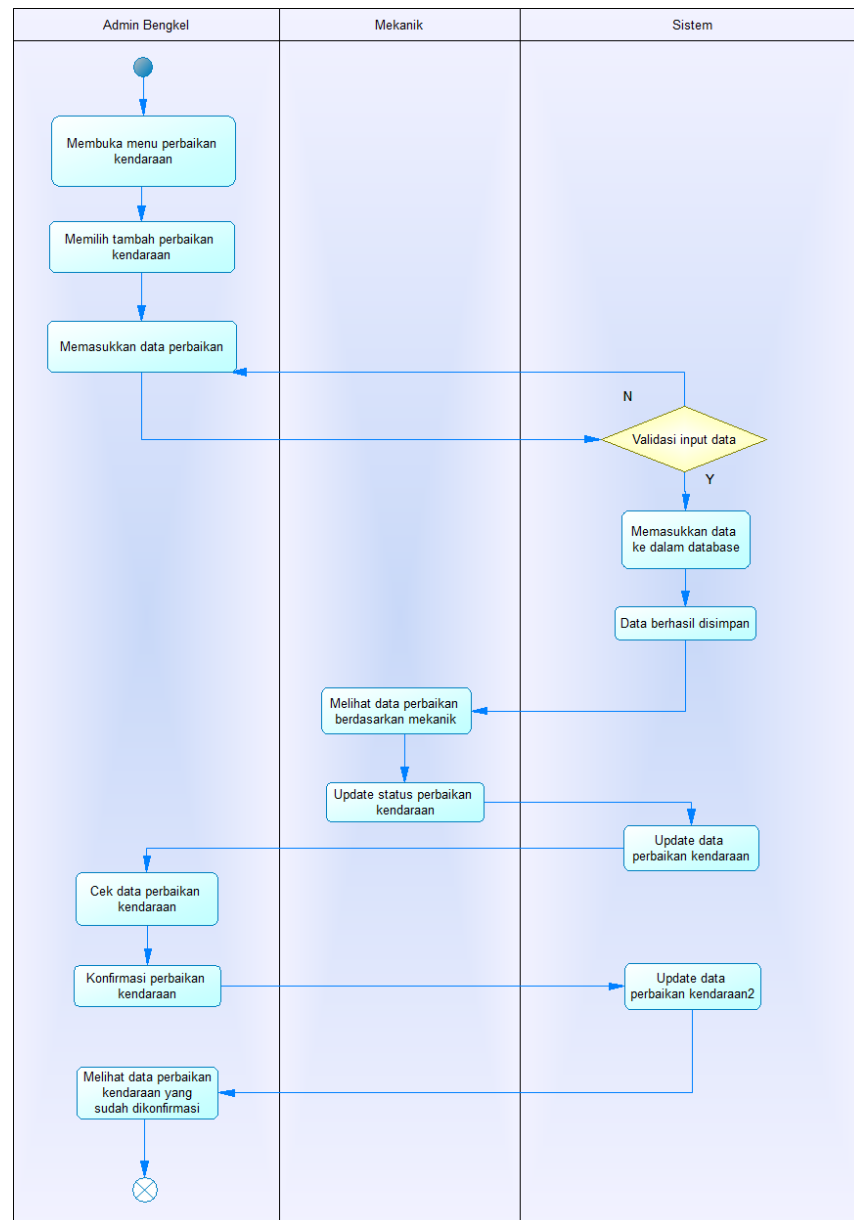 Admin Bengkel
Mekanik
Sistem
Membuka menu perbaikan
kendaraan
Memilih tambah perbaikan
kendaraan
Memasukkan data perbaikan
N
Validasi input data
Y
Memasukkan data
ke dalam database
Data berhasil disimpan
Melihat data perbaikan
berdasarkan mekanik
Update status perbaikan
kendaraan
Update data
perbaikan kendaraan
Cek data perbaikan
kendaraan
Konfirmasi perbaikan
kendaraan
Update data
perbaikan kendaraan2
Melihat data perbaikan
kendaraan yang
sudah dikonfirmasi